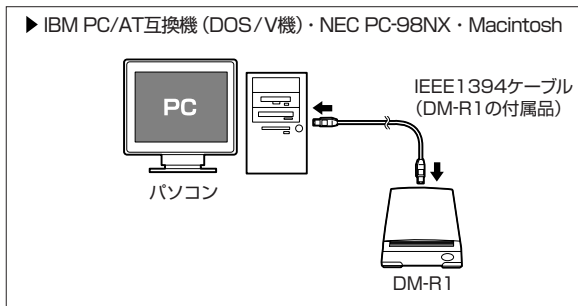 ▶ IBM PC/AT互換機（DOS/V機）・NEC PC-98NX・Macintosh
PC
IEEE1394ケーブル
（DM-R1の付属品）
パソコン
DM-R1